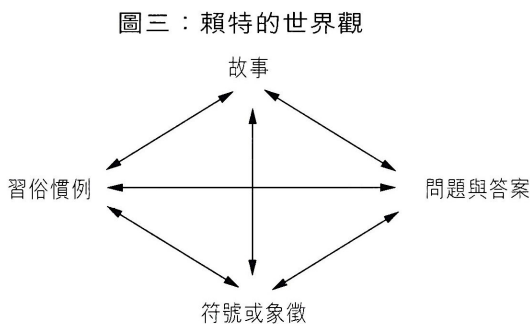 圖三：賴特的世界觀
故事
習俗慣例
問題與答案
符號或象徵